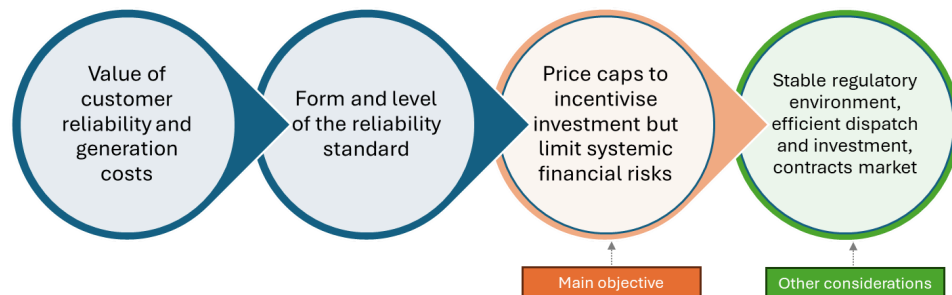 Value of
customer
reliability and
generation
costs
Form and level
of the reliability
standard
Price caps to
incentivise
investment but
limit systemic
financial risks
Stable regulatory
environment,
efficient dispatch
and investment,
contracts market
Main objective
Other considerations